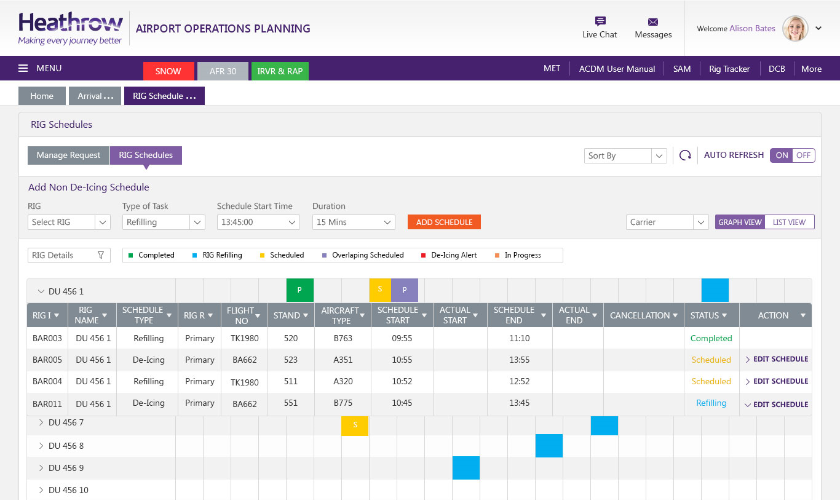 Heathrow
Making every journey better
AIRPORT OPERATIONS PLANNING
Live Chat
Messages
Welcome Alison Bates
MENU
SNOW
AFR 30
IRVR & RAP
MET
ACDM User Manual
SAM
Rig Tracker
DCB
More
Home
Arrival ...
RIG Schedule ...
RIG Schedules
Manage Request
RIG Schedules
Sort By
AUTO REFRESH
ON
OFF
Add Non De-Icing Schedule
RIG
Type of Task
Schedule Start Time
Duration
Select RIG
Refilling
13:45:00
15 Mins
ADD SCHEDULE
Carrier
GRAPH VIEW
LIST VIEW
RIG Details
Completed
RIG Refilling
Scheduled
Overlaping Scheduled
De-Icing Alert
In Progress
DU 456 1
P
S
P
RIG I
RIG NAME
SCHEDULE TYPE
RIG R
FLIGHT NO
STAND
AIRCRAFT TYPE
SCHEDULE START
ACTUAL START
SCHEDULE END
ACTUAL END
CANCELLATION
STATUS
ACTION
BAR003 DU 456 1 Refilling Primary TK1980 520 B763 09:55 11:10 Completed
BAR005 DU 456 1 De-Icing Primary BA662 523 A351 10:55 13:55 Scheduled EDIT SCHEDULE
BAR004 DU 456 1 Refilling Primary TK1980 511 A320 10:52 12:52 Scheduled EDIT SCHEDULE
BAR011 DU 456 1 De-Icing Primary BA662 551 B775 10:45 13:45 Refilling EDIT SCHEDULE
DU 456 7
S
DU 456 8
DU 456 9
DU 456 10